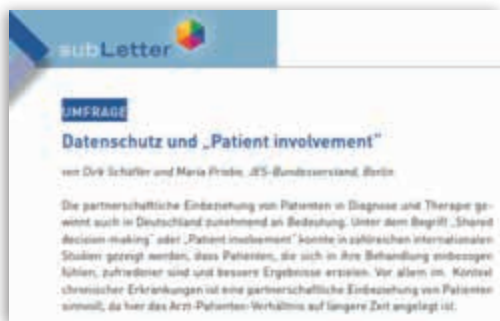 subLetter
UMFRAGE
Datenschutz und „Patient involvement“
von Dirk Schäffer und Maria Priebe, JES-Bundesvorstand, Berlin
Die partnerschaftliche Einbeziehung von Patienten in Diagnose und Therapie ge-
winnt auch in Deutschland zunehmend an Bedeutung. Unter dem Begriff „Shared
decision-making“ oder „Patient involvement“ konnte in zahlreichen internationalen
Studien gezeigt werden, dass Patienten, die sich in ihre Behandlung einbezogen
fühlen, zufriedener sind und bessere Ergebnisse erzielen. Vor allem im Kontext
chronischer Erkrankungen ist eine partnerschaftliche Einbeziehung von Patienten
sinnvoll, da hier das Arzt-Patienten-Verhältnis auf längere Zeit angelegt ist.